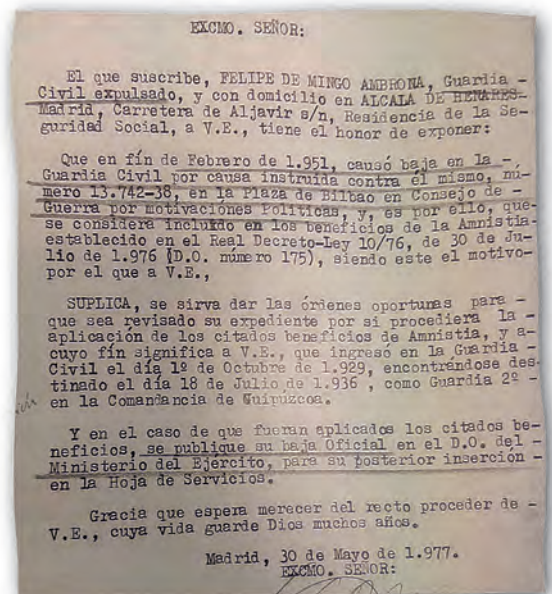 EXCMO. SEÑOR:
El que suscribe, FELIPE DE MINGO AMBRONA, Guardia -
Civil expulsado, y con domicilio en ALCALA DE HENARES-
Madrid, Carretera de Aljavir s/n, Residencia de la Se-
guridad Social, a V.E., tiene el honor de exponer:
Que en fín de Febrero de 1.951, causó baja en la -
Guardia Civil por causa instruida contra él mismo, nú-
mero 13.742-38, en la Plaza de Bilbao en Consejo de -
Guerra por motivaciónes Políticas, y, es por ello, que-
se considera incluído en los beneficios de la Amnistia-
establecido en el Real Decreto-Ley 10/76, de 30 de Ju-
lio de 1.976 (D.O. número 175), siendo este el motivo-
por el que a V.E.,
SUPLICA, se sirva dar las órdenes oportunas para -
que sea revisado su expediente por si procediera la -
aplicación de los citados beneficios de Amnistia, y a-
cuyo fín significa a V.E., que ingresó en la Guardia -
Civil el día 1º de Octubre de 1.929, encontrándose des-
tinado el día 18 de Julio de 1.936 , como Guardia 2º -
en la Comandancia de Guipúzcoa.
Y en el caso de que fueran aplicados los citados be-
neficios, se publique su baja Oficial en el D.O. del -
Ministerio del Ejército, para su posterior inserción -
en la Hoja de Servicios.
Gracia que espera merecer del recto proceder de -
V.E., cuya vida guarde Dios muchos años.
Madrid, 30 de Mayo de 1.977.
EXCMO. SEÑOR: